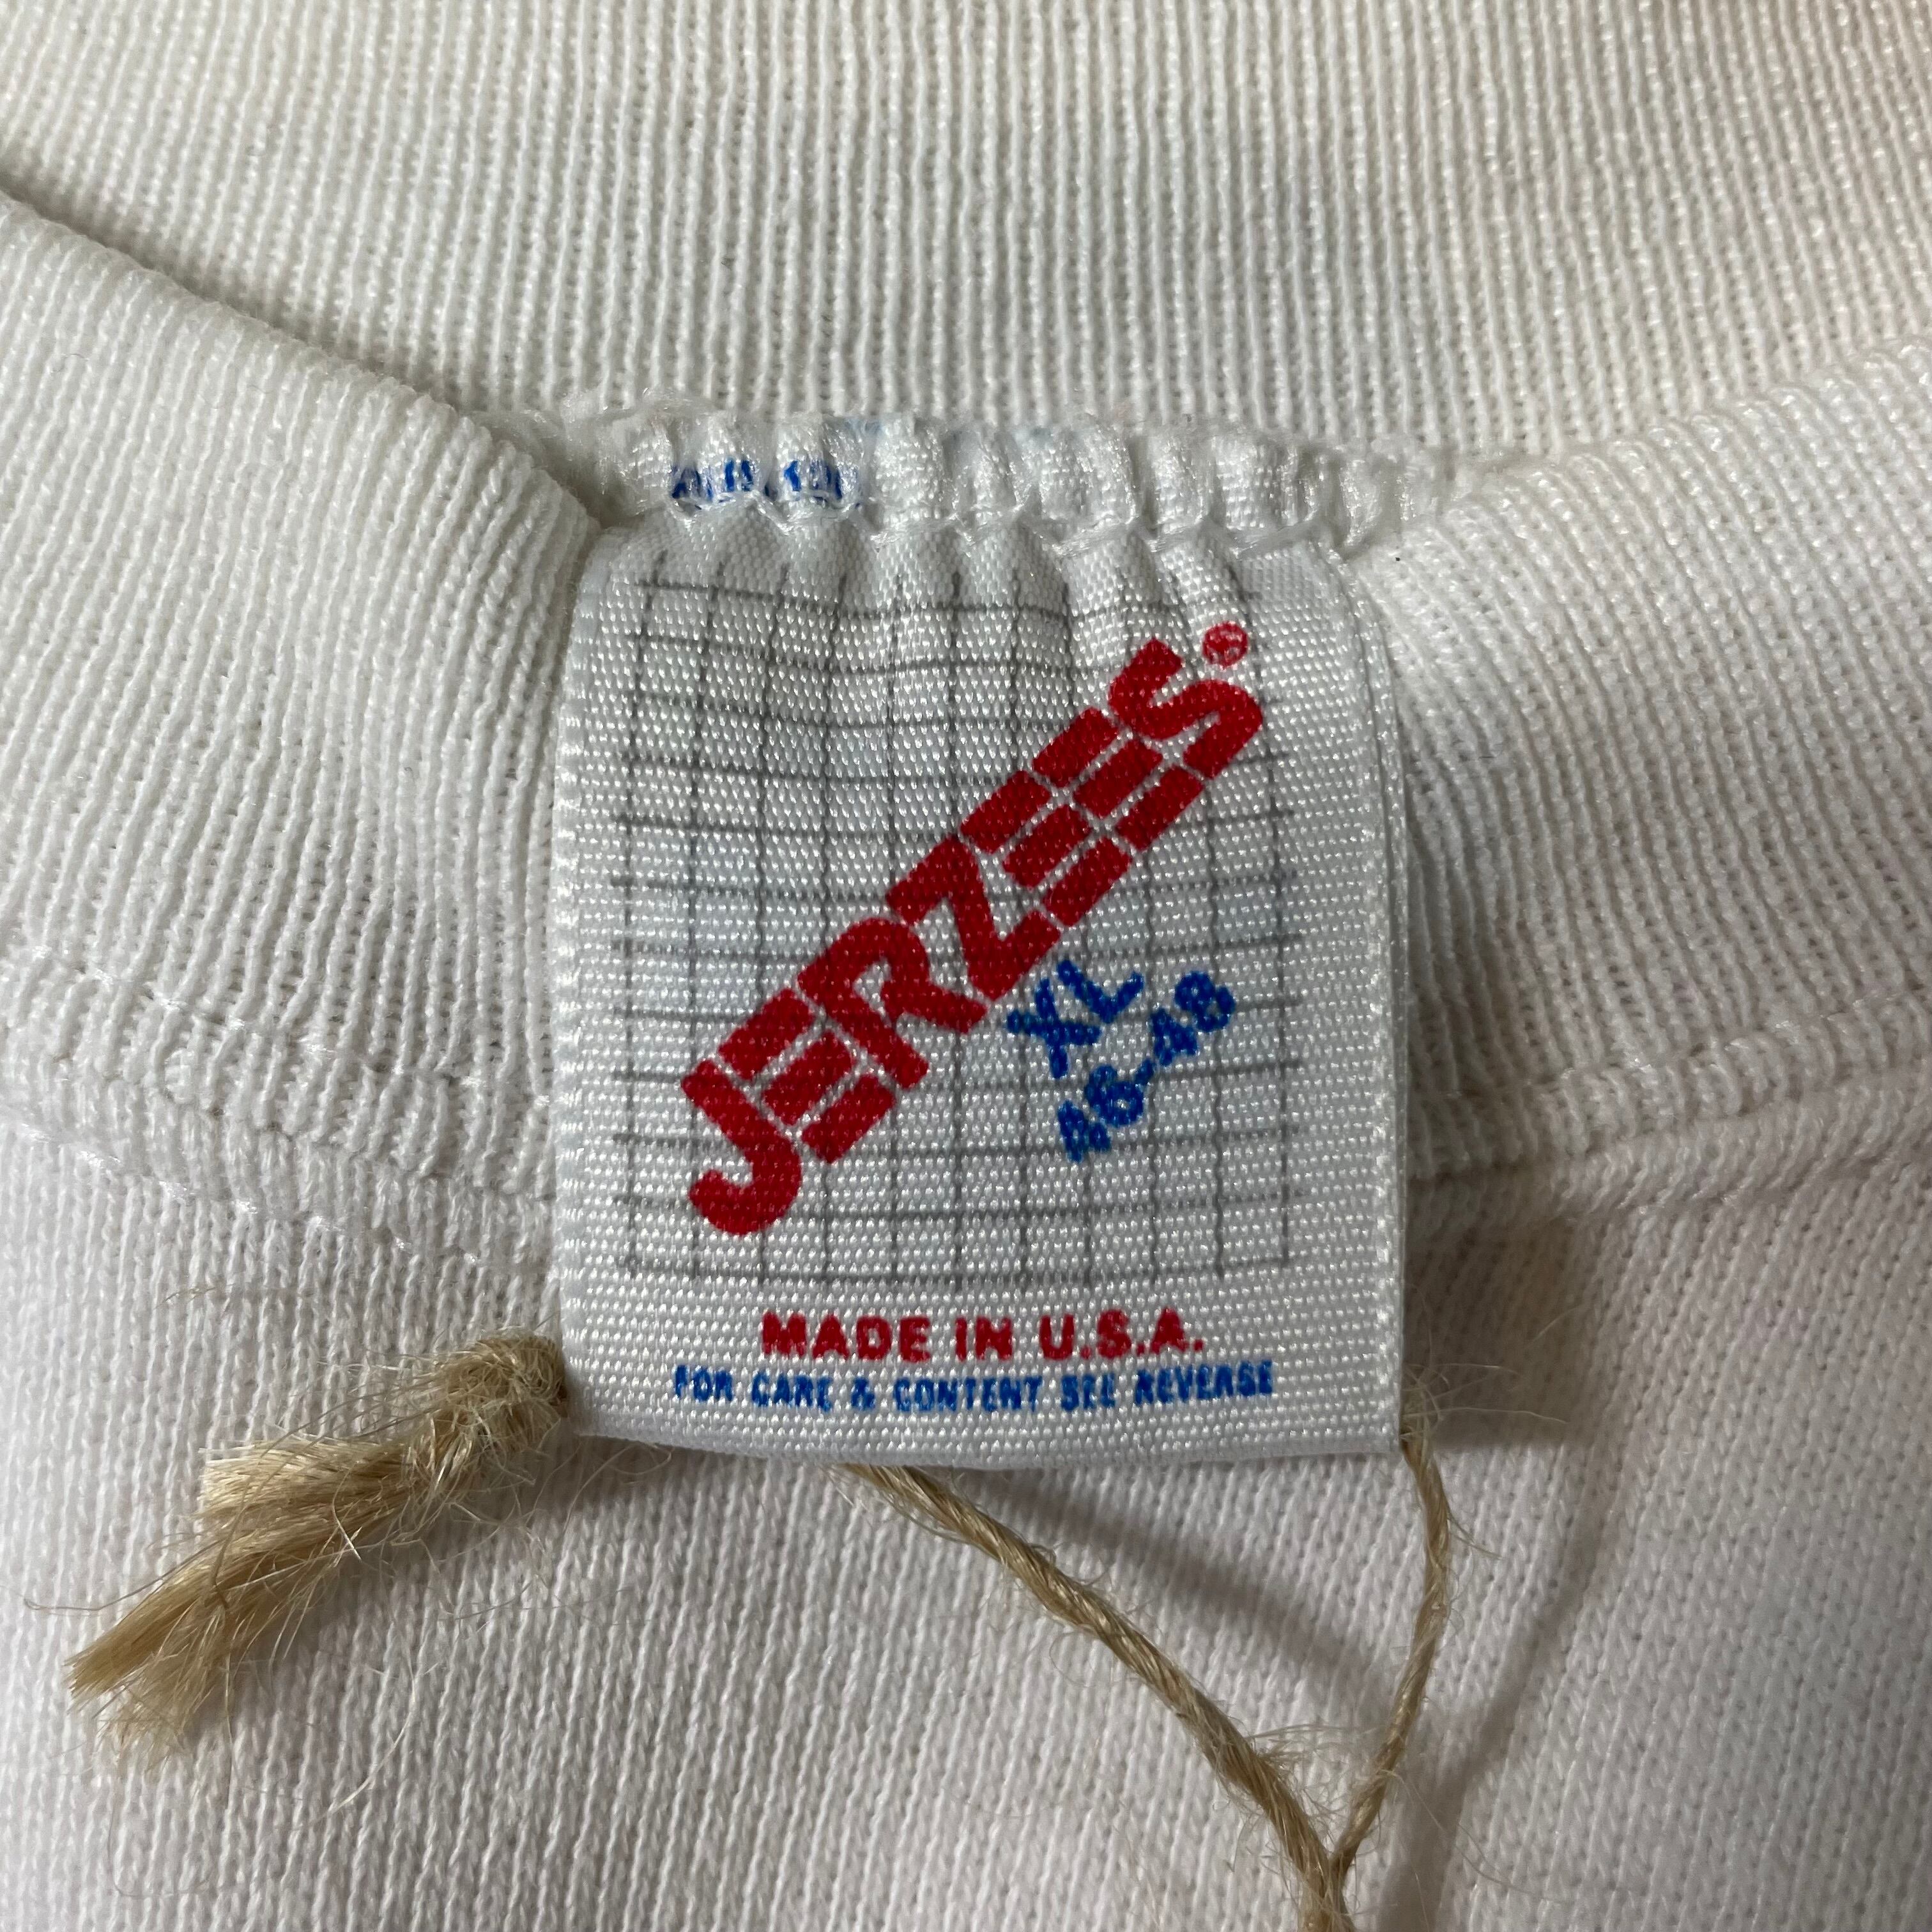 JERZEES®
XL
46-48
MADE IN U.S.A.
FOR CARE & CONTENT SEE REVERSE